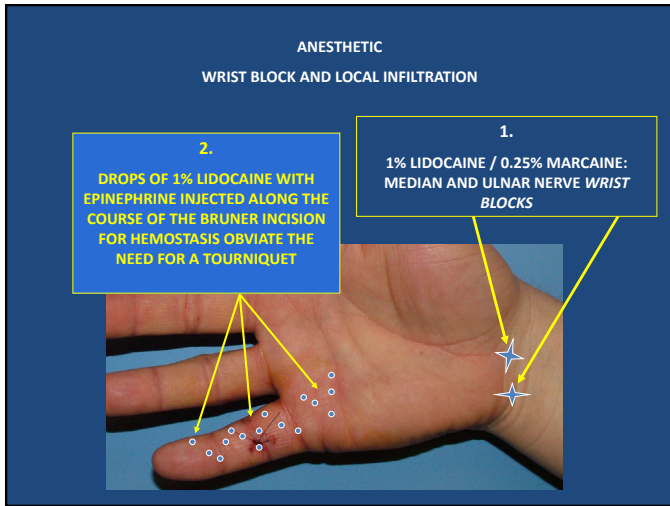 ANESTHETIC
WRIST BLOCK AND LOCAL INFILTRATION
2.
DROPS OF 1% LIDOCAINE WITH
EPINEPHRINE INJECTED ALONG THE
COURSE OF THE BRUNER INCISION
FOR HEMOSTASIS OBVIATE THE
NEED FOR A TOURNIQUET
1.
1% LIDOCAINE / 0.25% MARCAINE:
MEDIAN AND ULNAR NERVE WRIST
BLOCKS